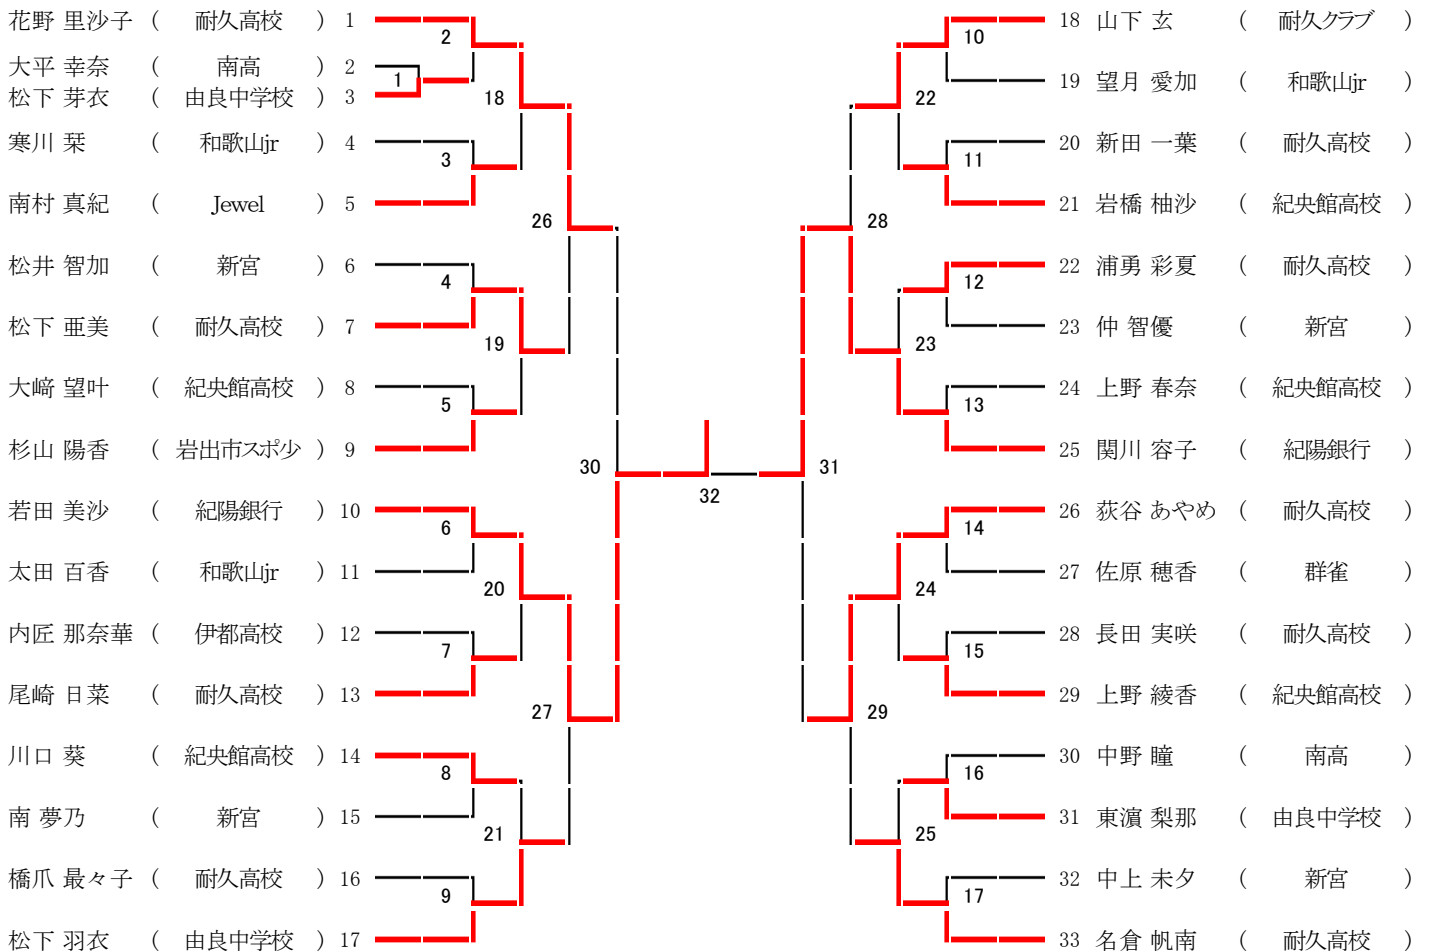 花野 里沙子 ( 耐久高校 ) 1
大平 幸奈 ( 南高 ) 2
松下 芽衣 ( 由良中学校 ) 3
寒川 栞 ( 和歌山jr ) 4
南村 真紀 ( Jewel ) 5
松井 智加 ( 新宮 ) 6
松下 亜美 ( 耐久高校 ) 7
大﨑 望叶 ( 紀央館高校 ) 8
杉山 陽香 ( 岩出市スポ少 ) 9
若田 美沙 ( 紀陽銀行 ) 10
太田 百香 ( 和歌山jr ) 11
内匠 那奈華 ( 伊都高校 ) 12
尾崎 日菜 ( 耐久高校 ) 13
川口 葵 ( 紀央館高校 ) 14
南 夢乃 ( 新宮 ) 15
橋爪 最々子 ( 耐久高校 ) 16
松下 羽衣 ( 由良中学校 ) 17
1
2
3
4
5
6
7
8
9
18
19
20
21
26
27
30
32
31
28
29
22
23
24
25
10
11
12
13
14
15
16
17
18 山下 玄 ( 耐久クラブ )
19 望月 愛加 ( 和歌山jr )
20 新田 一葉 ( 耐久高校 )
21 岩橋 柚沙 ( 紀央館高校 )
22 浦勇 彩夏 ( 耐久高校 )
23 仲 智優 ( 新宮 )
24 上野 春奈 ( 紀央館高校 )
25 関川 容子 ( 紀陽銀行 )
26 荻谷 あやめ ( 耐久高校 )
27 佐原 穂香 ( 群雀 )
28 長田 実咲 ( 耐久高校 )
29 上野 綾香 ( 紀央館高校 )
30 中野 瞳 ( 南高 )
31 東濵 梨那 ( 由良中学校 )
32 中上 未夕 ( 新宮 )
33 名倉 帆南 ( 耐久高校 )